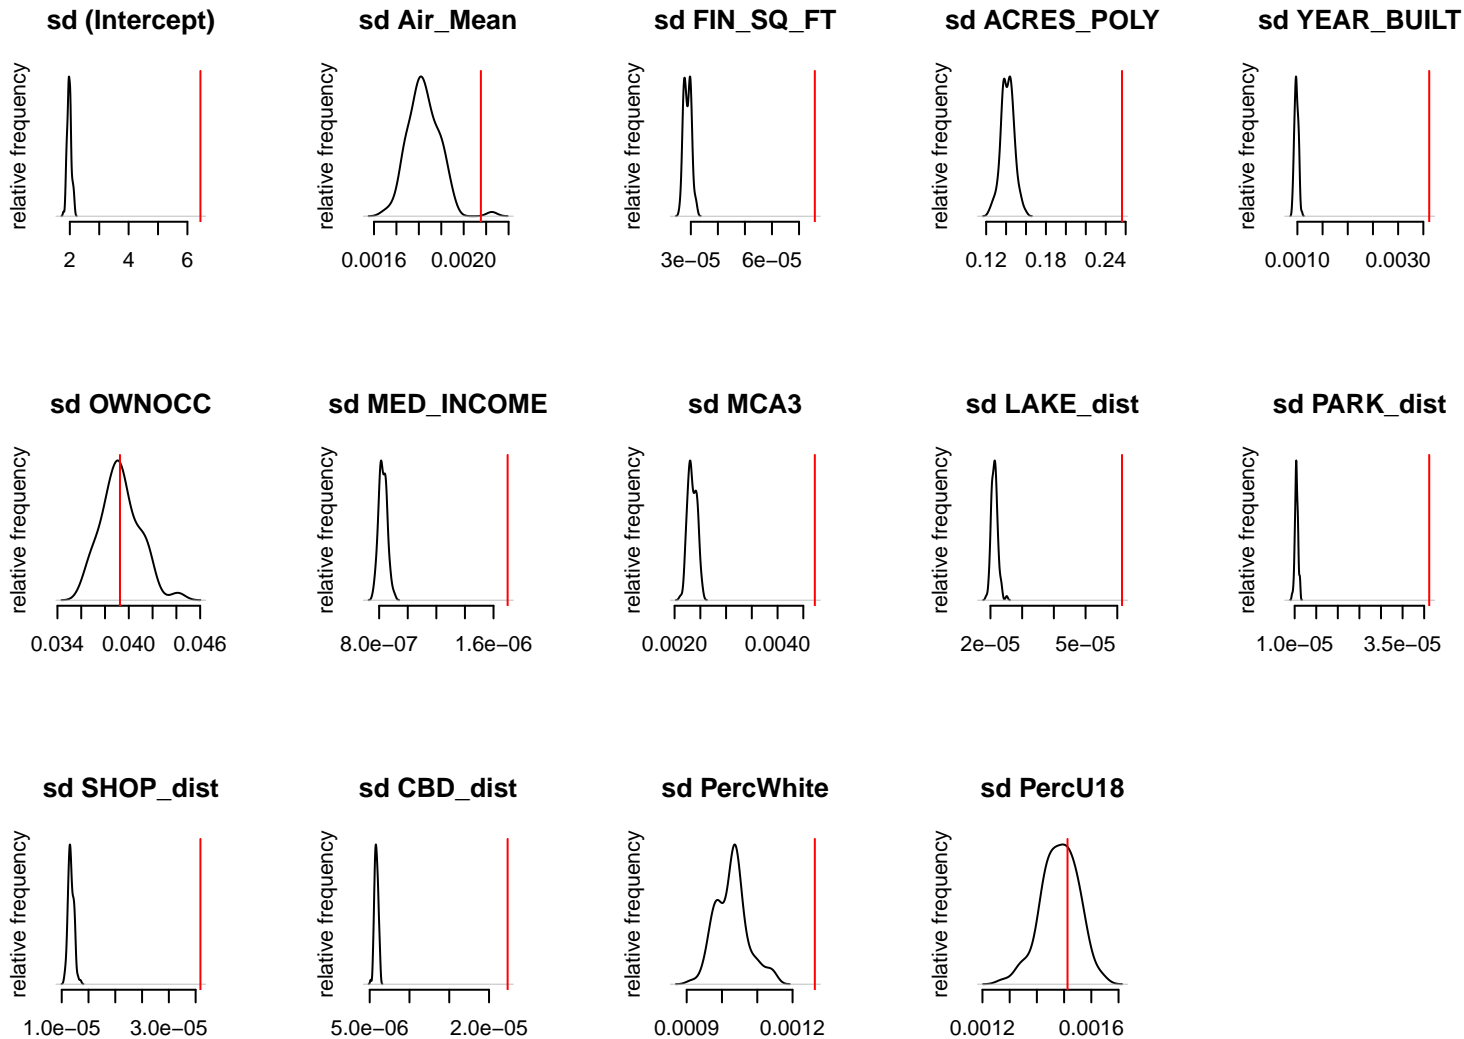 sd (Intercept)
relative frequency
2 4 6
sd Air_Mean
relative frequency
0.0016 0.0020
sd FIN_SQ_FT
relative frequency
3e−05 6e−05
sd ACRES_POLY
relative frequency
0.12 0.18 0.24
sd YEAR_BUILT
relative frequency
0.0010 0.0030
sd OWNOCC
relative frequency
0.034 0.040 0.046
sd MED_INCOME
relative frequency
8.0e−07 1.6e−06
sd MCA3
relative frequency
0.0020 0.0040
sd LAKE_dist
relative frequency
2e−05 5e−05
sd PARK_dist
relative frequency
1.0e−05 3.5e−05
sd SHOP_dist
relative frequency
1.0e−05 3.0e−05
sd CBD_dist
relative frequency
5.0e−06 2.0e−05
sd PercWhite
relative frequency
0.0009 0.0012
sd PercU18
relative frequency
0.0012 0.0016